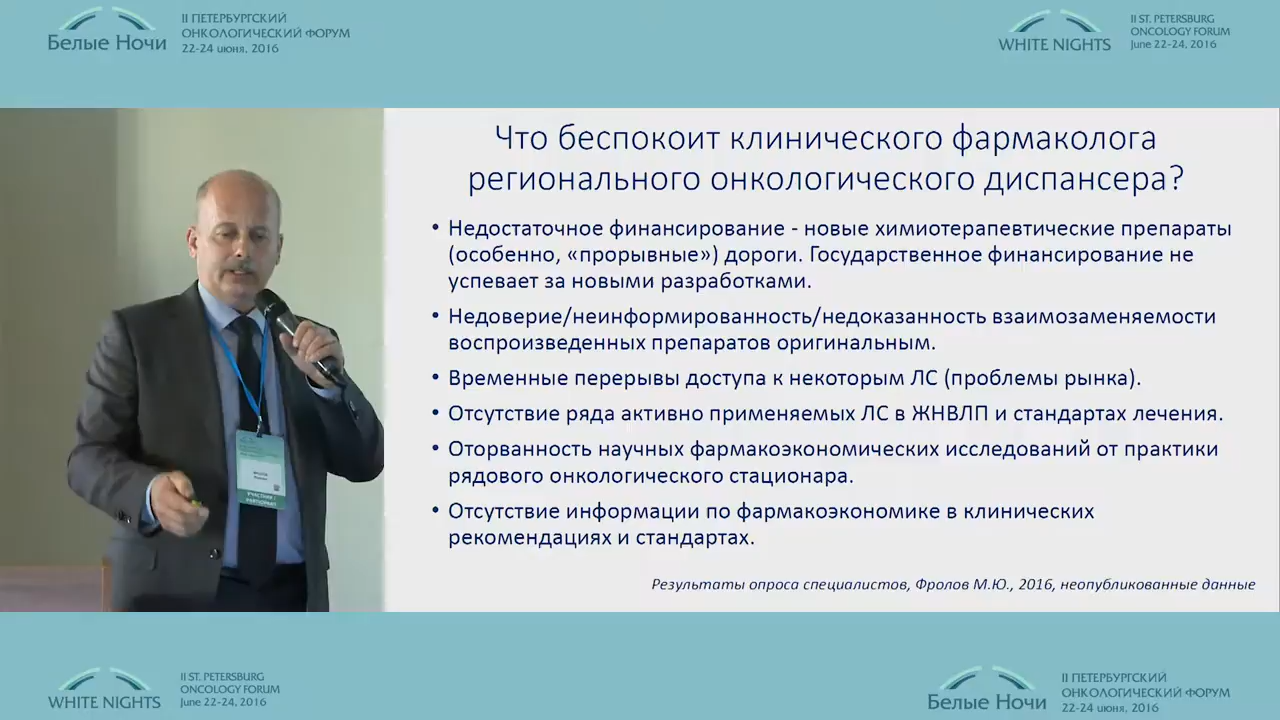 Белые Ночи
II ПЕТЕРБУРГСКИЙ
ОНКОЛОГИЧЕСКИЙ ФОРУМ
22-24 июня, 2016
WHITE NIGHTS
II ST. PETERSBURG
ONCOLOGY FORUM
June 22-24, 2016
Что беспокоит клинического фармаколога
регионального онкологического диспансера?
• Недостаточное финансирование - новые химиотерапевтические препараты
(особенно, «прорывные») дороги. Государственное финансирование не
успевает за новыми разработками.
• Недоверие/неинформированность/недоказанность взаимозаменяемости
воспроизведенных препаратов оригинальным.
• Временные перерывы доступа к некоторым ЛС (проблемы рынка).
• Отсутствие ряда активно применяемых ЛС в ЖНВЛП и стандартах лечения.
• Оторванность научных фармакоэкономических исследований от практики
рядового онкологического стационара.
• Отсутствие информации по фармакоэкономике в клинических
рекомендациях и стандартах.
Результаты опроса специалистов, Фролов М.Ю., 2016, неопубликованные данные
УЧАСТНИК
WHITE NIGHTS
II ST. PETERSBURG
ONCOLOGY FORUM
June 22-24, 2016
Белые Ночи
II ПЕТЕРБУРГСКИЙ
ОНКОЛОГИЧЕСКИЙ ФОРУМ
22-24 июня, 2016